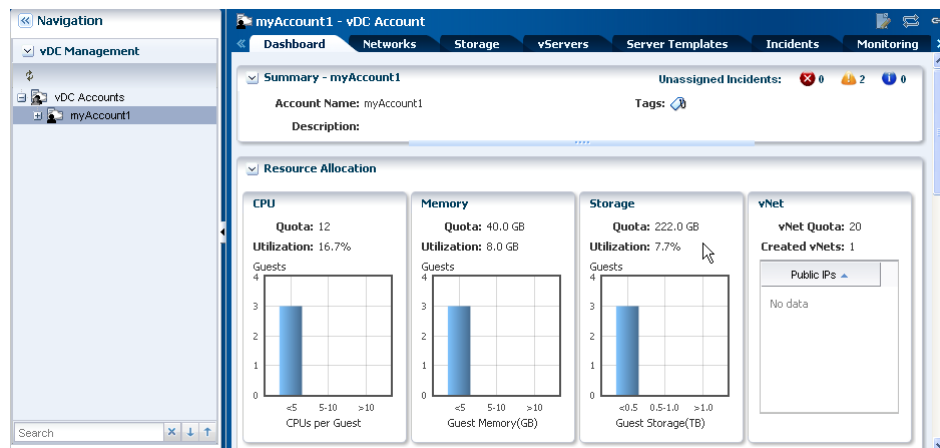 Navigation
vDC Management
vDC Accounts
myAccount1
Search
myAccount1 - vDC Account
Dashboard Networks Storage vServers Server Templates Incidents Monitoring
Summary - myAccount1
Unassigned Incidents: 0 2 0
Account Name: myAccount1
Tags:
Description:
Resource Allocation
CPU
Quota: 12
Utilization: 16.7%
Guests
4
3
2
1
0
<5 5-10 >10
CPUs per Guest
Memory
Quota: 40.0 GB
Utilization: 8.0 GB
Guests
4
3
2
1
0
<5 5-10 >10
Guest Memory(GB)
Storage
Quota: 222.0 GB
Utilization: 7.7%
Guests
4
3
2
1
0
<0.5 0.5-1.0 >1.0
Guest Storage(TB)
vNet
vNet Quota: 20
Created vNets: 1
Public IPs
No data